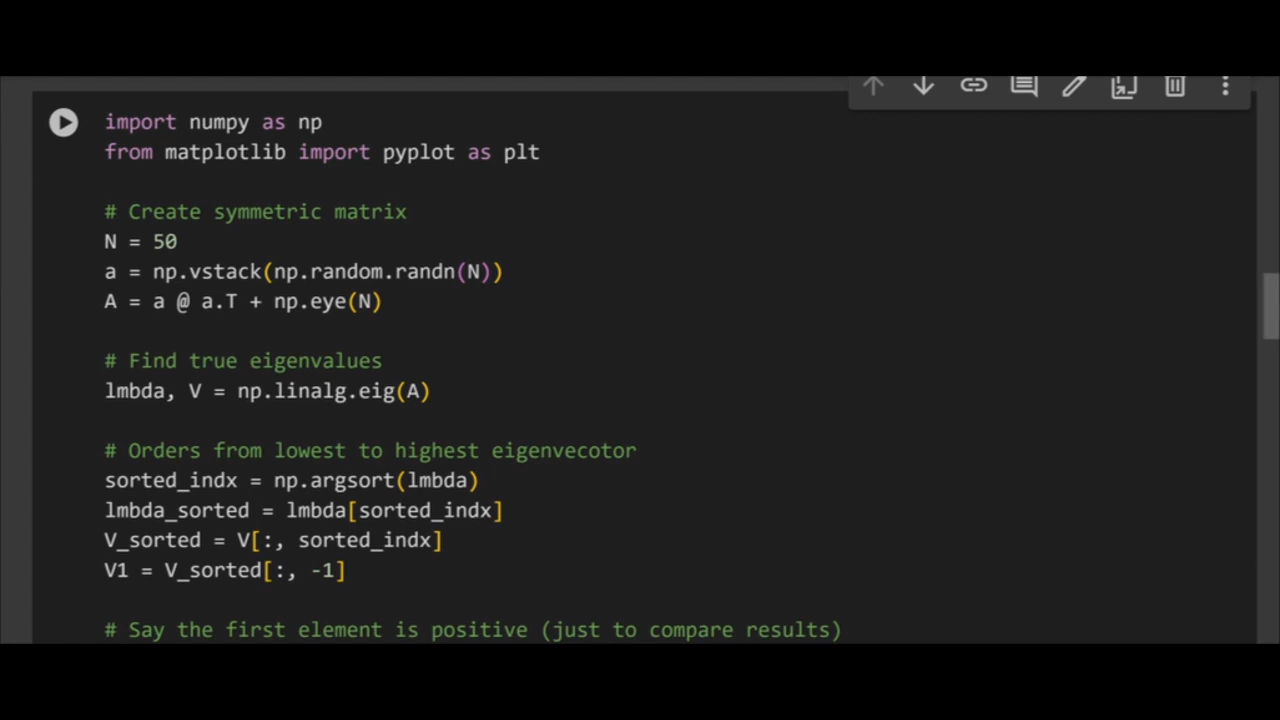 import numpy as np
from matplotlib import pyplot as plt
# Create symmetric matrix
N = 50
a = np.vstack(np.random.randn(N))
A = a @ a.T + np.eye(N)
# Find true eigenvalues
lmbda, V = np.linalg.eig(A)
# Orders from lowest to highest eigenvecotor
sorted_indx = np.argsort(lmbda)
lmbda_sorted = lmbda[sorted_indx]
V_sorted = V[:, sorted_indx]
V1 = V_sorted[:, -1]
# Say the first element is positive (just to compare results)